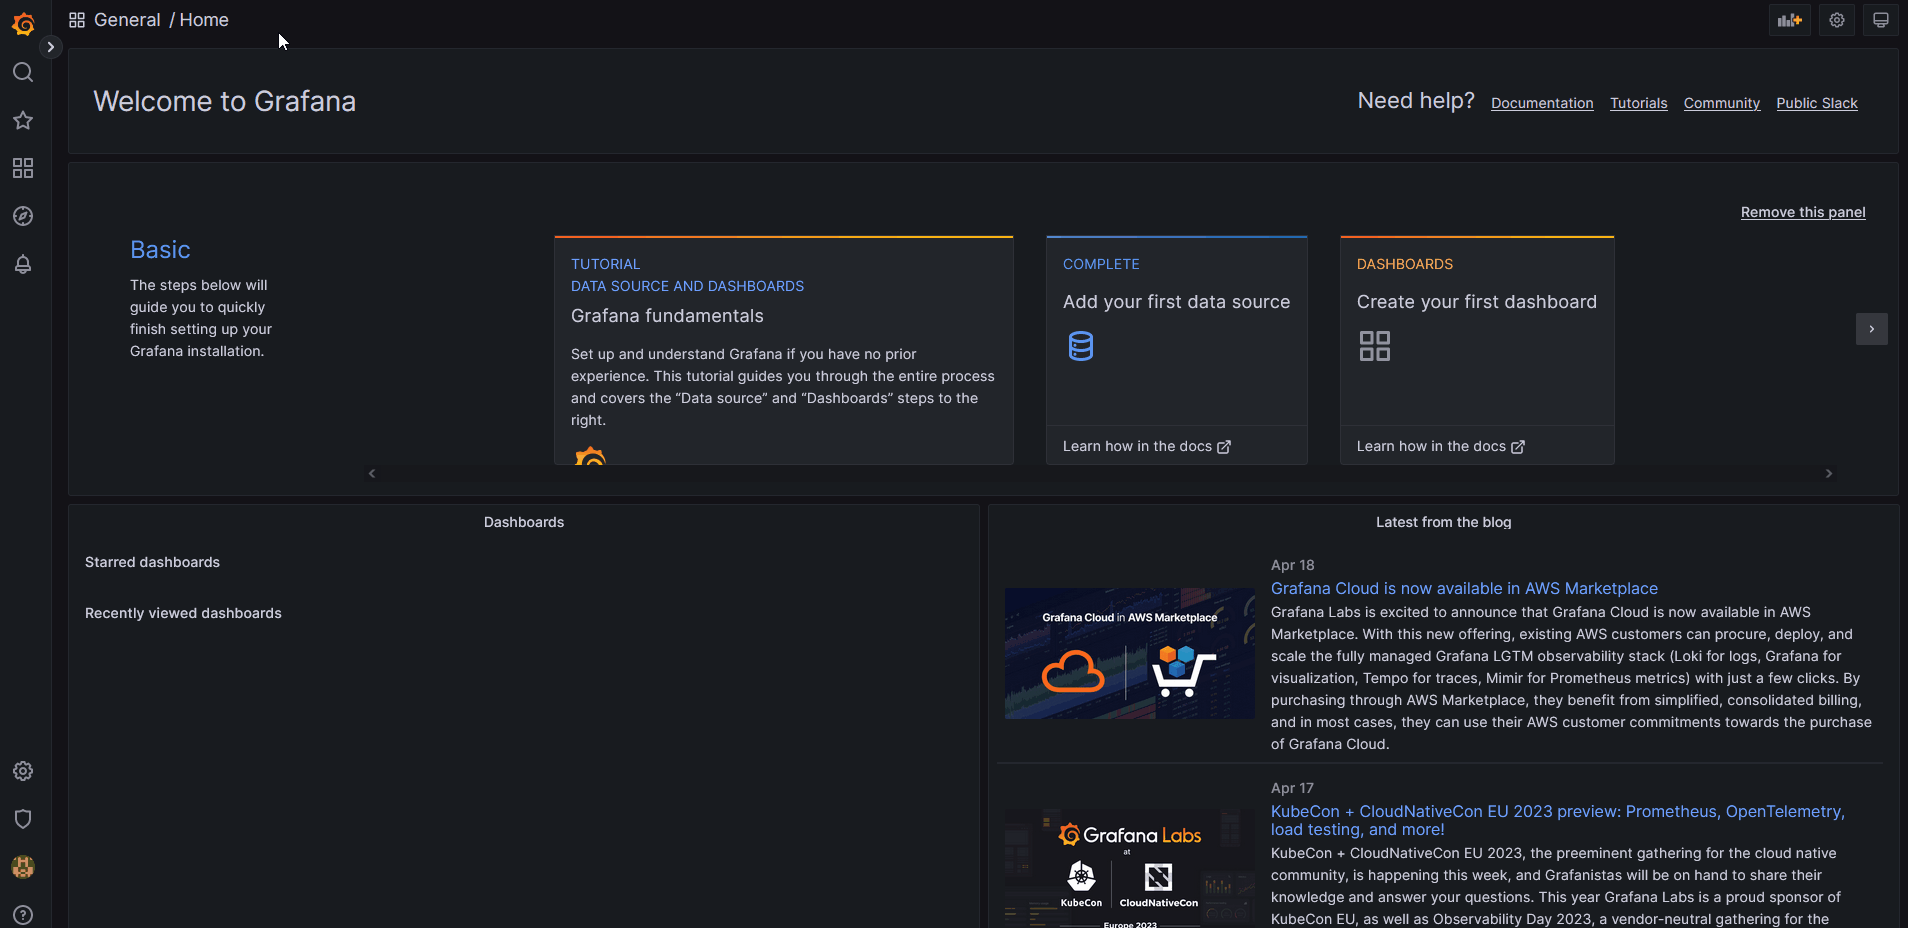 General / Home
Welcome to Grafana
Need help? Documentation Tutorials Community Public Slack
Remove this panel
Basic
The steps below will
guide you to quickly
finish setting up your
Grafana installation.
TUTORIAL
DATA SOURCE AND DASHBOARDS
Grafana fundamentals
Set up and understand Grafana if you have no prior
experience. This tutorial guides you through the entire process
and covers the “Data source” and “Dashboards” steps to the
right.
COMPLETE
Add your first data source
Learn how in the docs
DASHBOARDS
Create your first dashboard
Learn how in the docs
Dashboards
Starred dashboards
Recently viewed dashboards
Latest from the blog
Grafana Cloud in AWS Marketplace
Apr 18
Grafana Cloud is now available in AWS Marketplace
Grafana Labs is excited to announce that Grafana Cloud is now available in AWS
Marketplace. With this new offering, existing AWS customers can procure, deploy, and
scale the fully managed Grafana LGTM observability stack (Loki for logs, Grafana for
visualization, Tempo for traces, Mimir for Prometheus metrics) with just a few clicks. By
purchasing through AWS Marketplace, they benefit from simplified, consolidated billing,
and in most cases, they can use their AWS customer commitments towards the purchase
of Grafana Cloud.
Grafana Labs
at
KubeCon
CloudNativeCon
Europe 2023
Apr 17
KubeCon + CloudNativeCon EU 2023 preview: Prometheus, OpenTelemetry,
load testing, and more!
KubeCon + CloudNativeCon EU 2023, the preeminent gathering for the cloud native
community, is happening this week, and Grafanistas will be on hand to share their
knowledge and answer your questions. This year Grafana Labs is a proud sponsor of
KubeCon EU, as well as Observability Day 2023, a vendor-neutral gathering for the